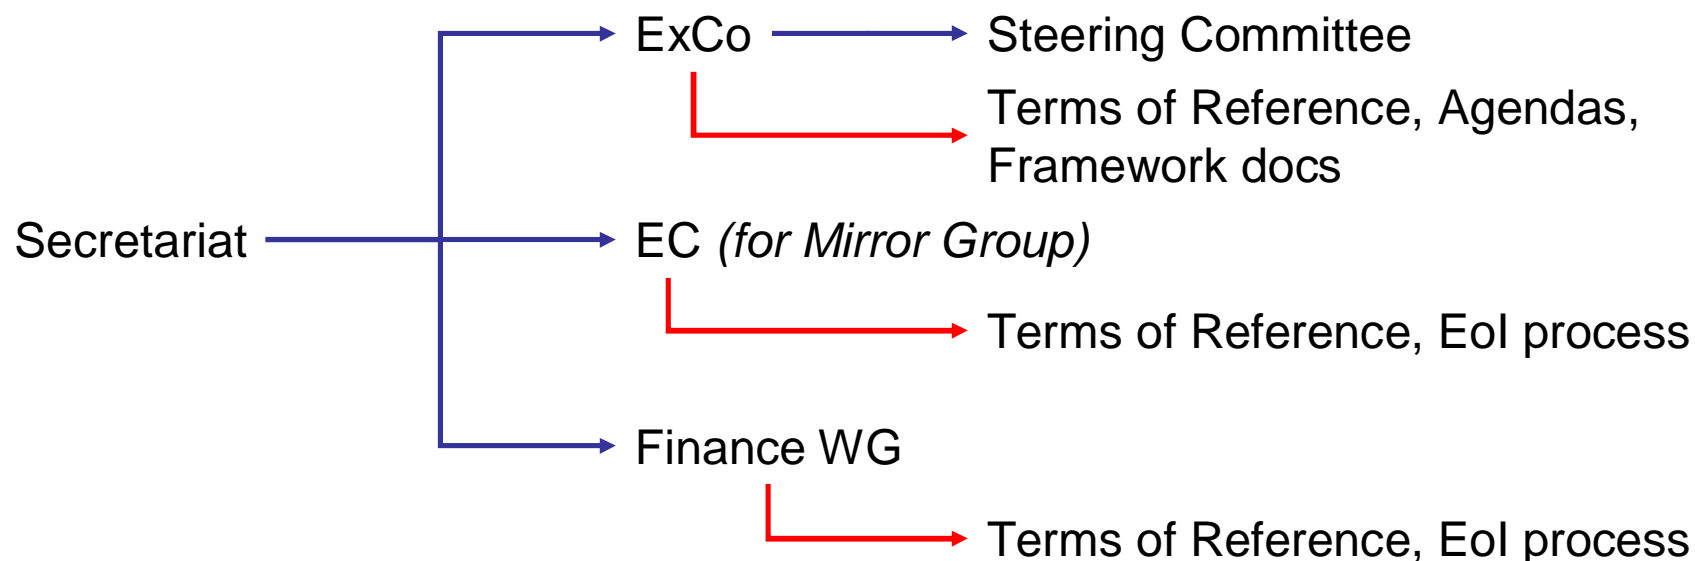 ExCo
Steering Committee
Terms of Reference, Agendas,
Framework docs
Secretariat
EC (for Mirror Group)
Terms of Reference, EoI process
Finance WG
Terms of Reference, EoI process